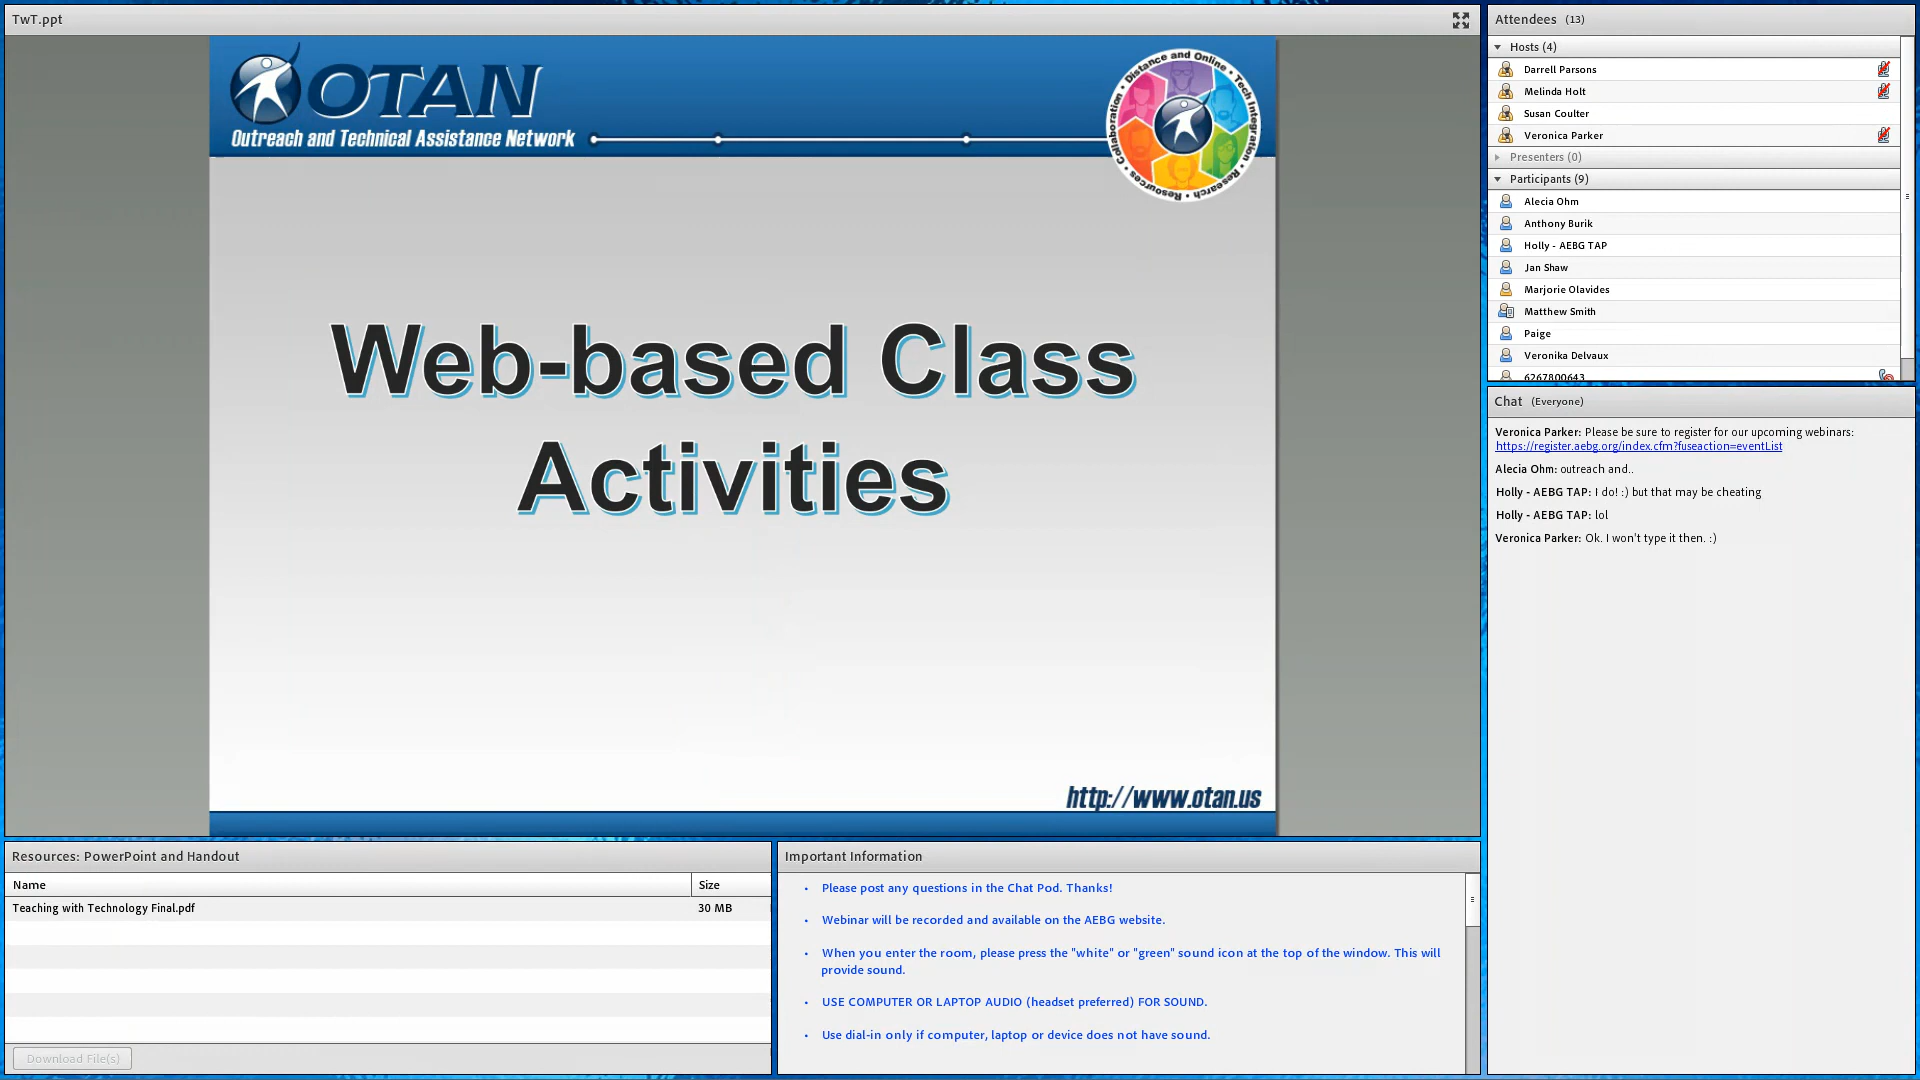 TwT.ppt
OTAN
Outreach and Technical Assistance Network
Collaboration • Distance and Online • Tech Integration • Research • Resources •
Web-based Class
Activities
http://www.otan.us
Attendees (13)
Hosts (4)
Darrell Parsons
Melinda Holt
Susan Coulter
Veronica Parker
Presenters (0)
Participants (9)
Alecia Ohm
Anthony Burik
Holly - AEBG TAP
Jan Shaw
Marjorie Olavides
Matthew Smith
Paige
Veronika Delvaux
6267800643
Chat (Everyone)
Veronica Parker: Please be sure to register for our upcoming webinars:
https://register.aebg.org/index.cfm?fuseaction=eventList
Alecia Ohm: outreach and..
Holly - AEBG TAP: I do! :) but that may be cheating
Holly - AEBG TAP: lol
Veronica Parker: Ok. I won't type it then. :)
Resources: PowerPoint and Handout
Name Size
Teaching with Technology Final.pdf 30 MB
Download File(s)
Important Information
• Please post any questions in the Chat Pod. Thanks!
• Webinar will be recorded and available on the AEBG website.
• When you enter the room, please press the "white" or "green" sound icon at the top of the window. This will
provide sound.
• USE COMPUTER OR LAPTOP AUDIO (headset preferred) FOR SOUND.
• Use dial-in only if computer, laptop or device does not have sound.